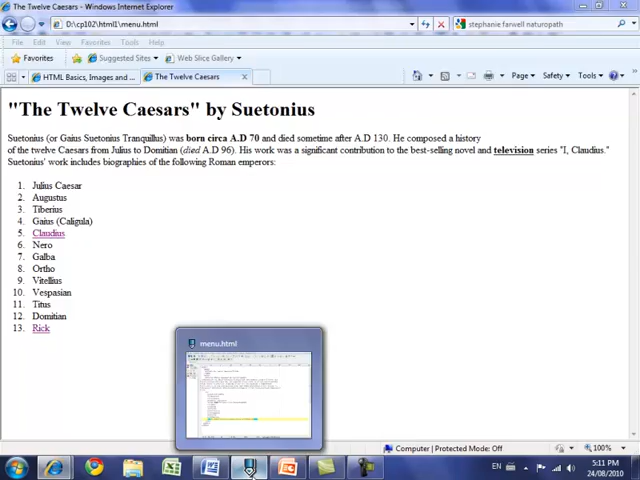 The Twelve Caesars - Windows Internet Explorer
D:\cp102\html1\menu.html
stephanie farwell naturopath
File Edit View Favorites Tools Help
Favorites Suggested Sites Web Slice Gallery
HTML Basics, Images and ... The Twelve Caesars x Page Safety Tools
"The Twelve Caesars" by Suetonius
Suetonius (or Gaius Suetonius Tranquillus) was born circa A.D 70 and died sometime after A.D 130. He composed a history
of the twelve Caesars from Julius to Domitian (died A.D 96). His work was a significant contribution to the best-selling novel and television series "I, Claudius."
Suetonius' work includes biographies of the following Roman emperors:
1. Julius Caesar
2. Augustus
3. Tiberius
4. Gaius (Caligula)
5. Claudius
6. Nero
7. Galba
8. Ortho
9. Vitellius
10. Vespasian
11. Titus
12. Domitian
13. Rick
menu.html
Computer | Protected Mode: Off 100%
EN 5:11 PM
24/08/2010